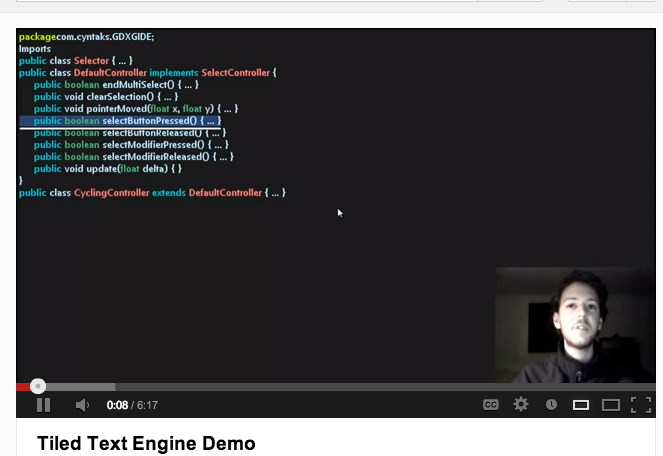 packagecom.cyntaks.GDXGIDE;
Imports
public class Selector { ... }
public class DefaultController implements SelectController {
public boolean endMultiSelect() { ... }
public void clearSelection() { ... }
public void pointerMoved(float x, float y) { ... }
public boolean selectButtonPressed() { ... }
public boolean selectButtonReleased() { ... }
public boolean selectModifierPressed() { ... }
public boolean selectModifierReleased() { ... }
public void update(float delta) { }
}
public class CyclingController extends DefaultController { ... }
0:08 / 6:17
CC
Tiled Text Engine Demo